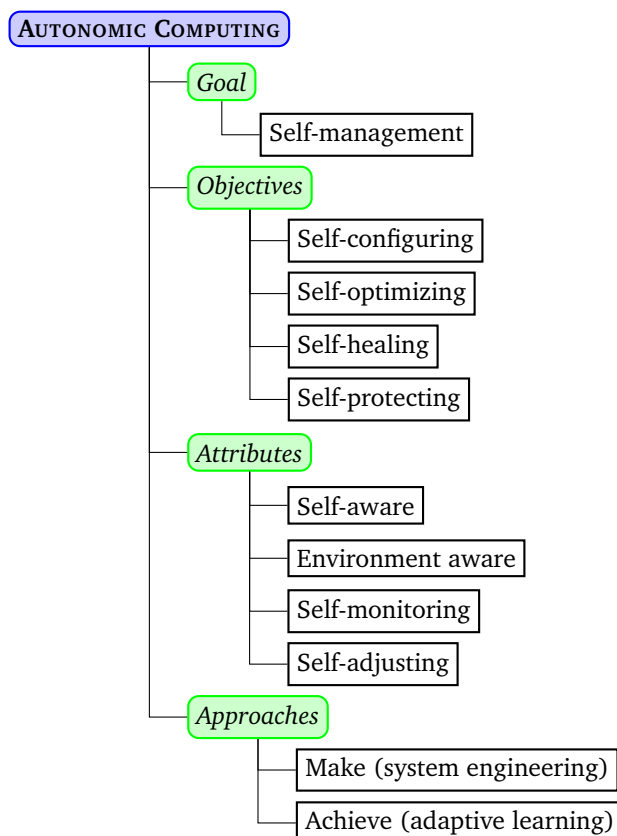 AUTONOMIC COMPUTING
Goal
Self-management
Objectives
Self-configuring
Self-optimizing
Self-healing
Self-protecting
Attributes
Self-aware
Environment aware
Self-monitoring
Self-adjusting
Approaches
Make (system engineering)
Achieve (adaptive learning)